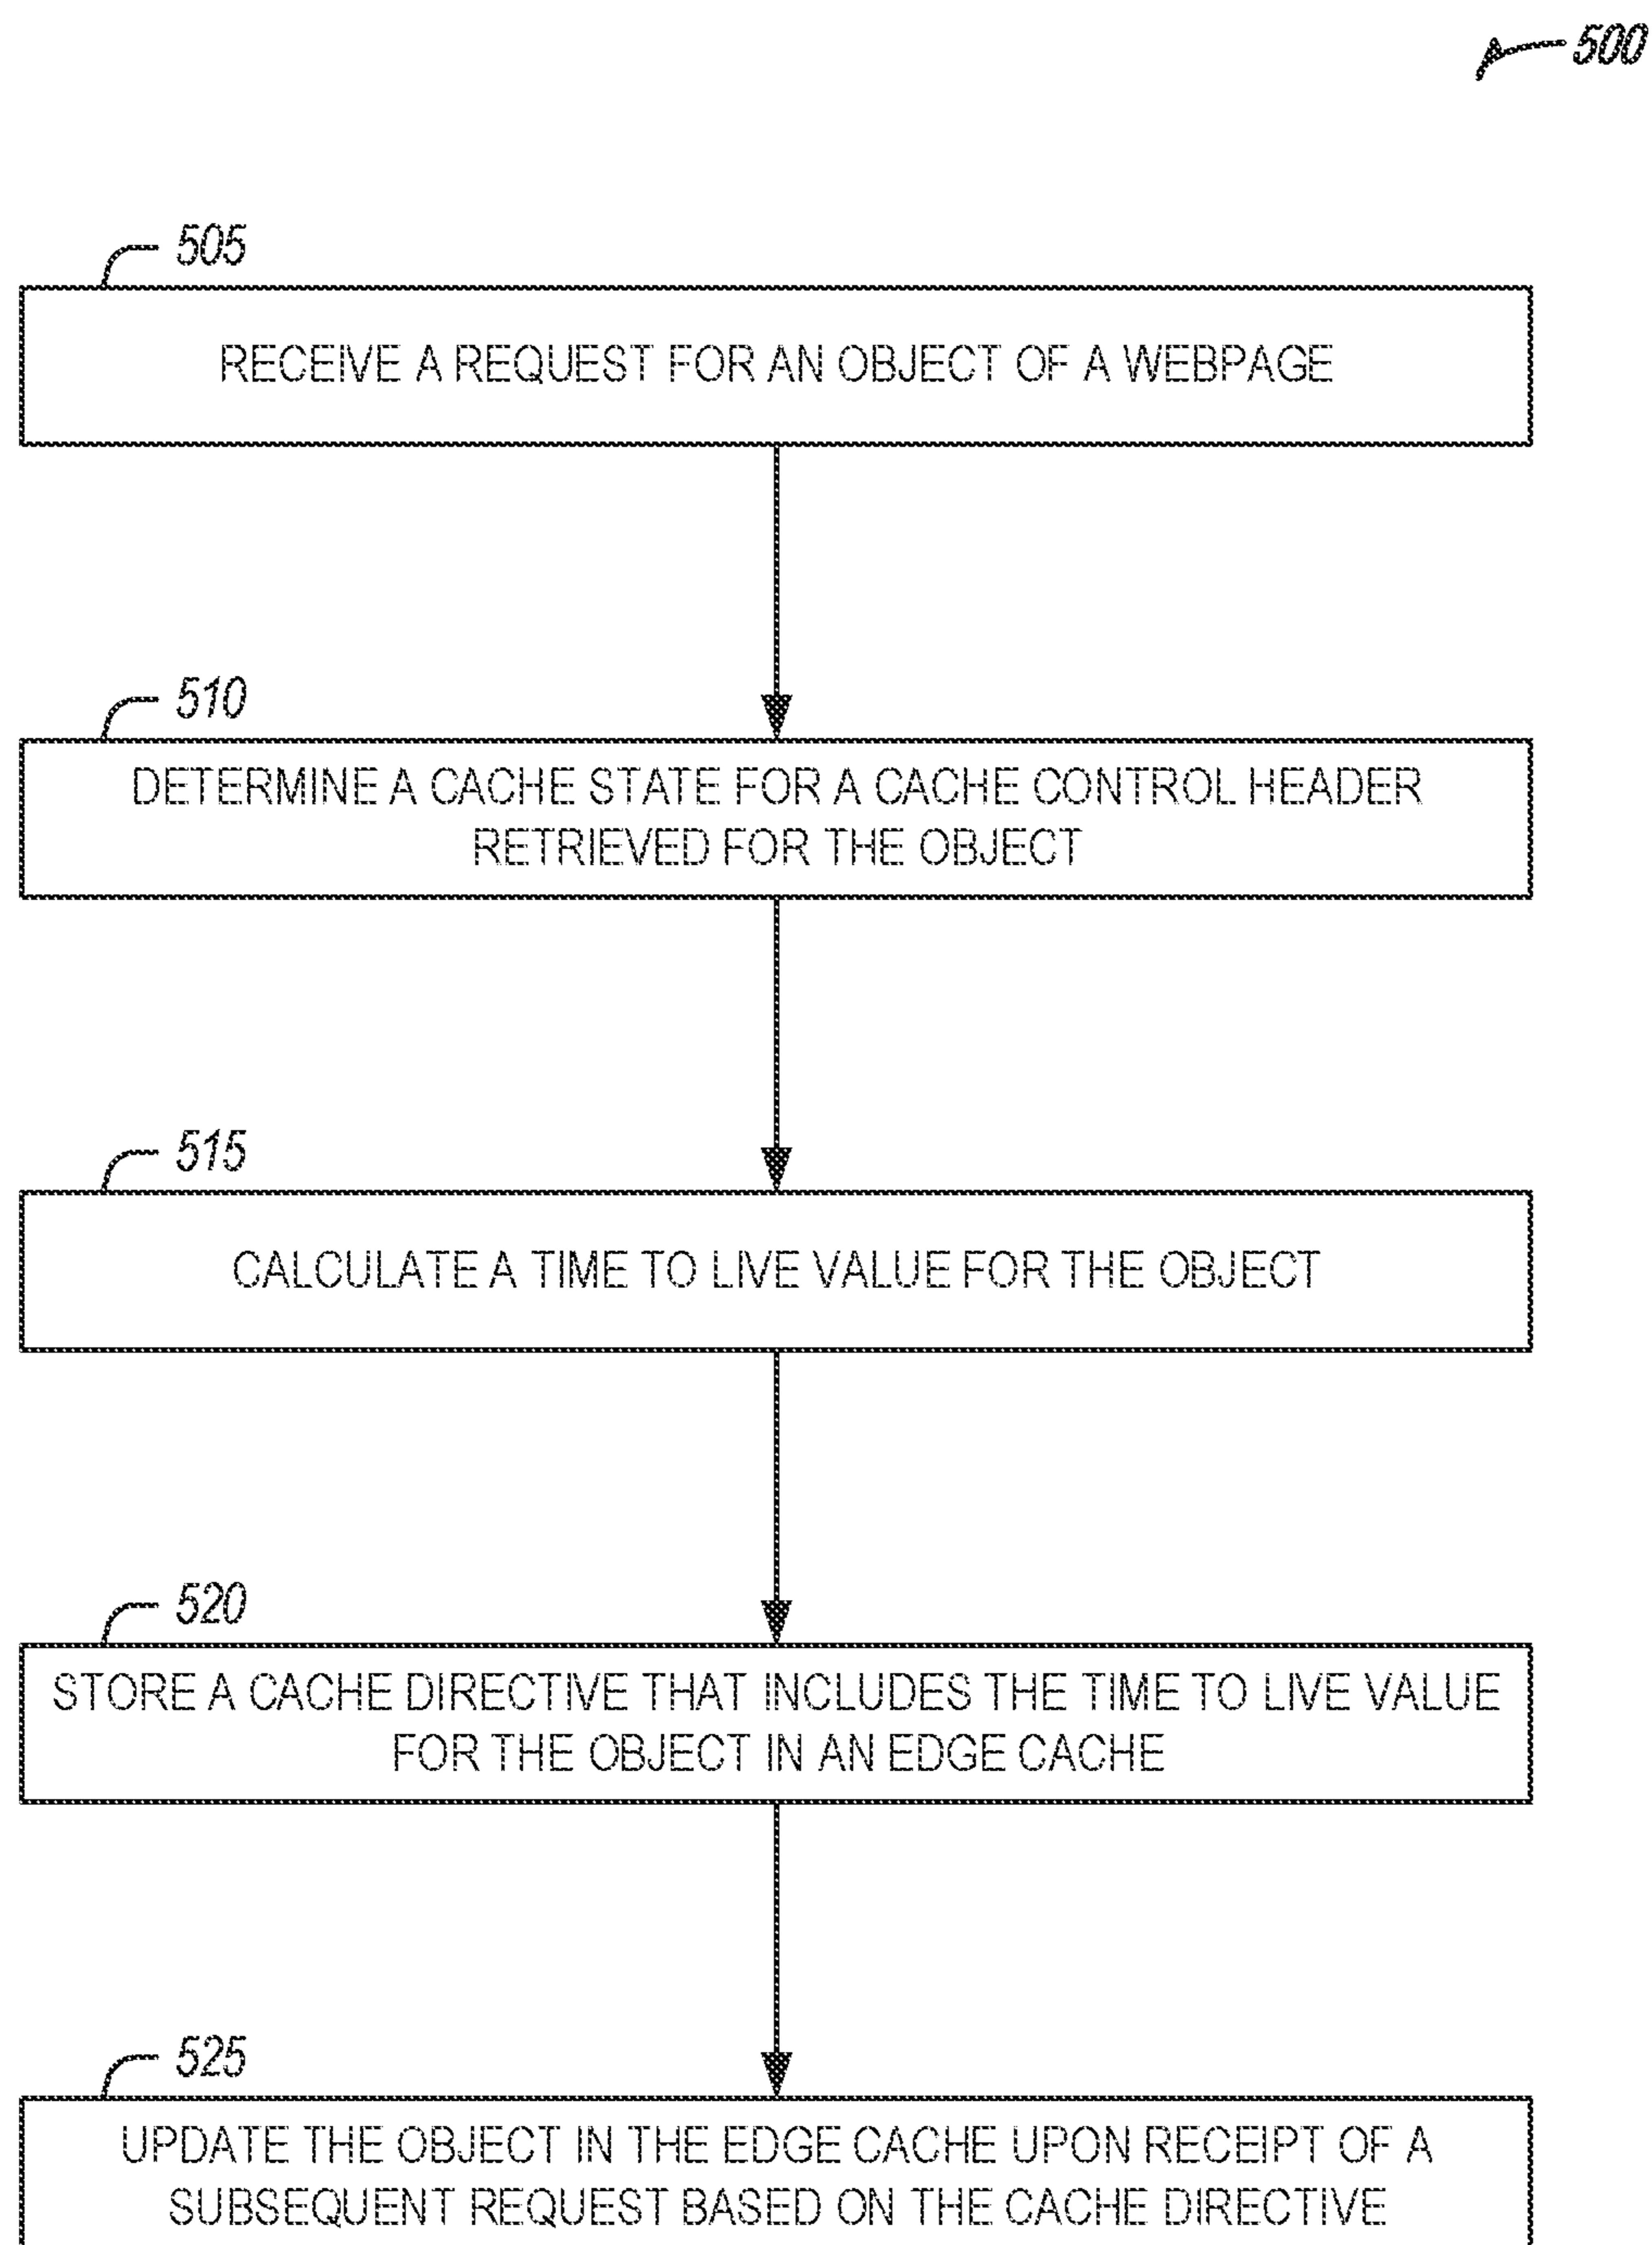 500
505
RECEIVE A REQUEST FOR AN OBJECT OF A WEBPAGE
510
DETERMINE A CACHE STATE FOR A CACHE CONTROL HEADER
RETRIEVED FOR THE OBJECT
515
CALCULATE A TIME TO LIVE VALUE FOR THE OBJECT
520
STORE A CACHE DIRECTIVE THAT INCLUDES THE TIME TO LIVE VALUE
FOR THE OBJECT IN AN EDGE CACHE
525
UPDATE THE OBJECT IN THE EDGE CACHE UPON RECEIPT OF A
SUBSEQUENT REQUEST BASED ON THE CACHE DIRECTIVE